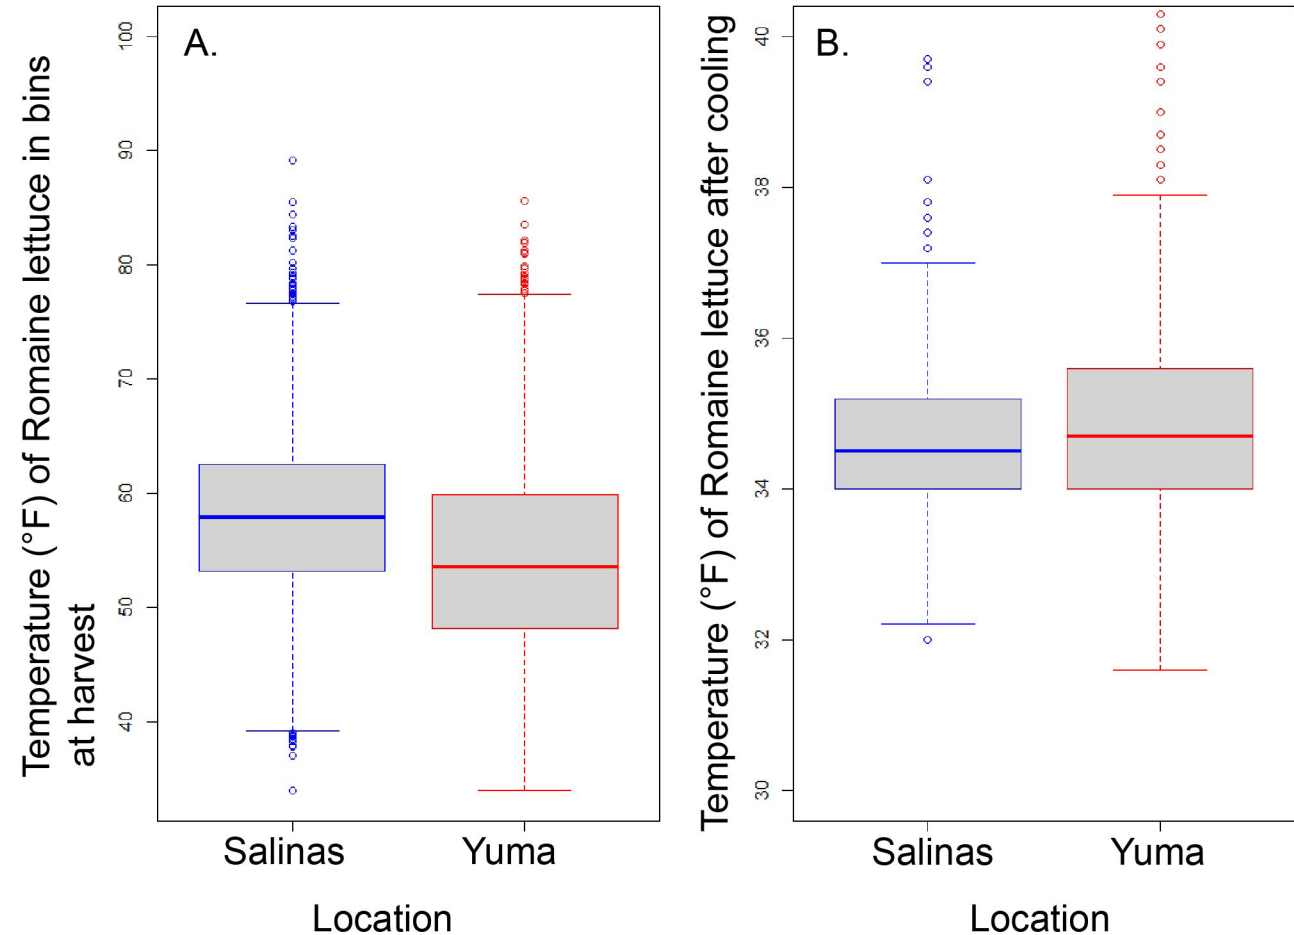 Temperature (°F) of Romaine lettuce in bins
at harvest
A.
100
90
80
70
60
50
40
Salinas
Yuma
Location
Temperature (°F) of Romaine lettuce after cooling
B.
40
38
36
34
32
30
Salinas
Yuma
Location